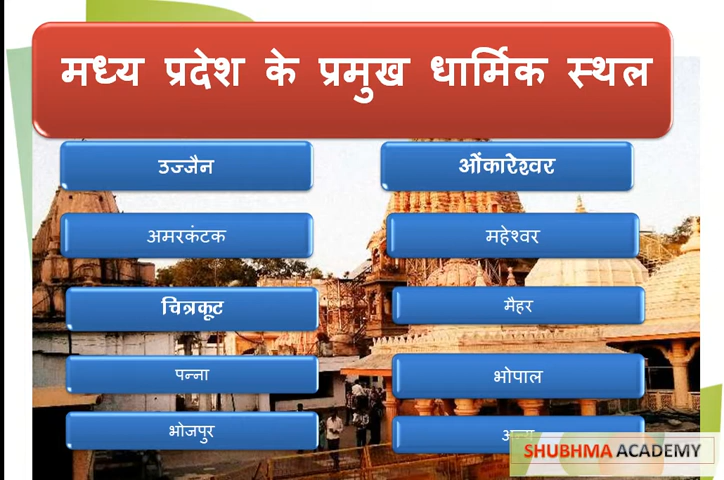 मध्य प्रदेश के प्रमुख धार्मिक स्थल
उज्जैन
ओंकारेश्वर
अमरकंटक
महेश्वर
चित्रकूट
मैहर
पन्ना
भोपाल
भोजपुर
SHUBHMA ACADEMY